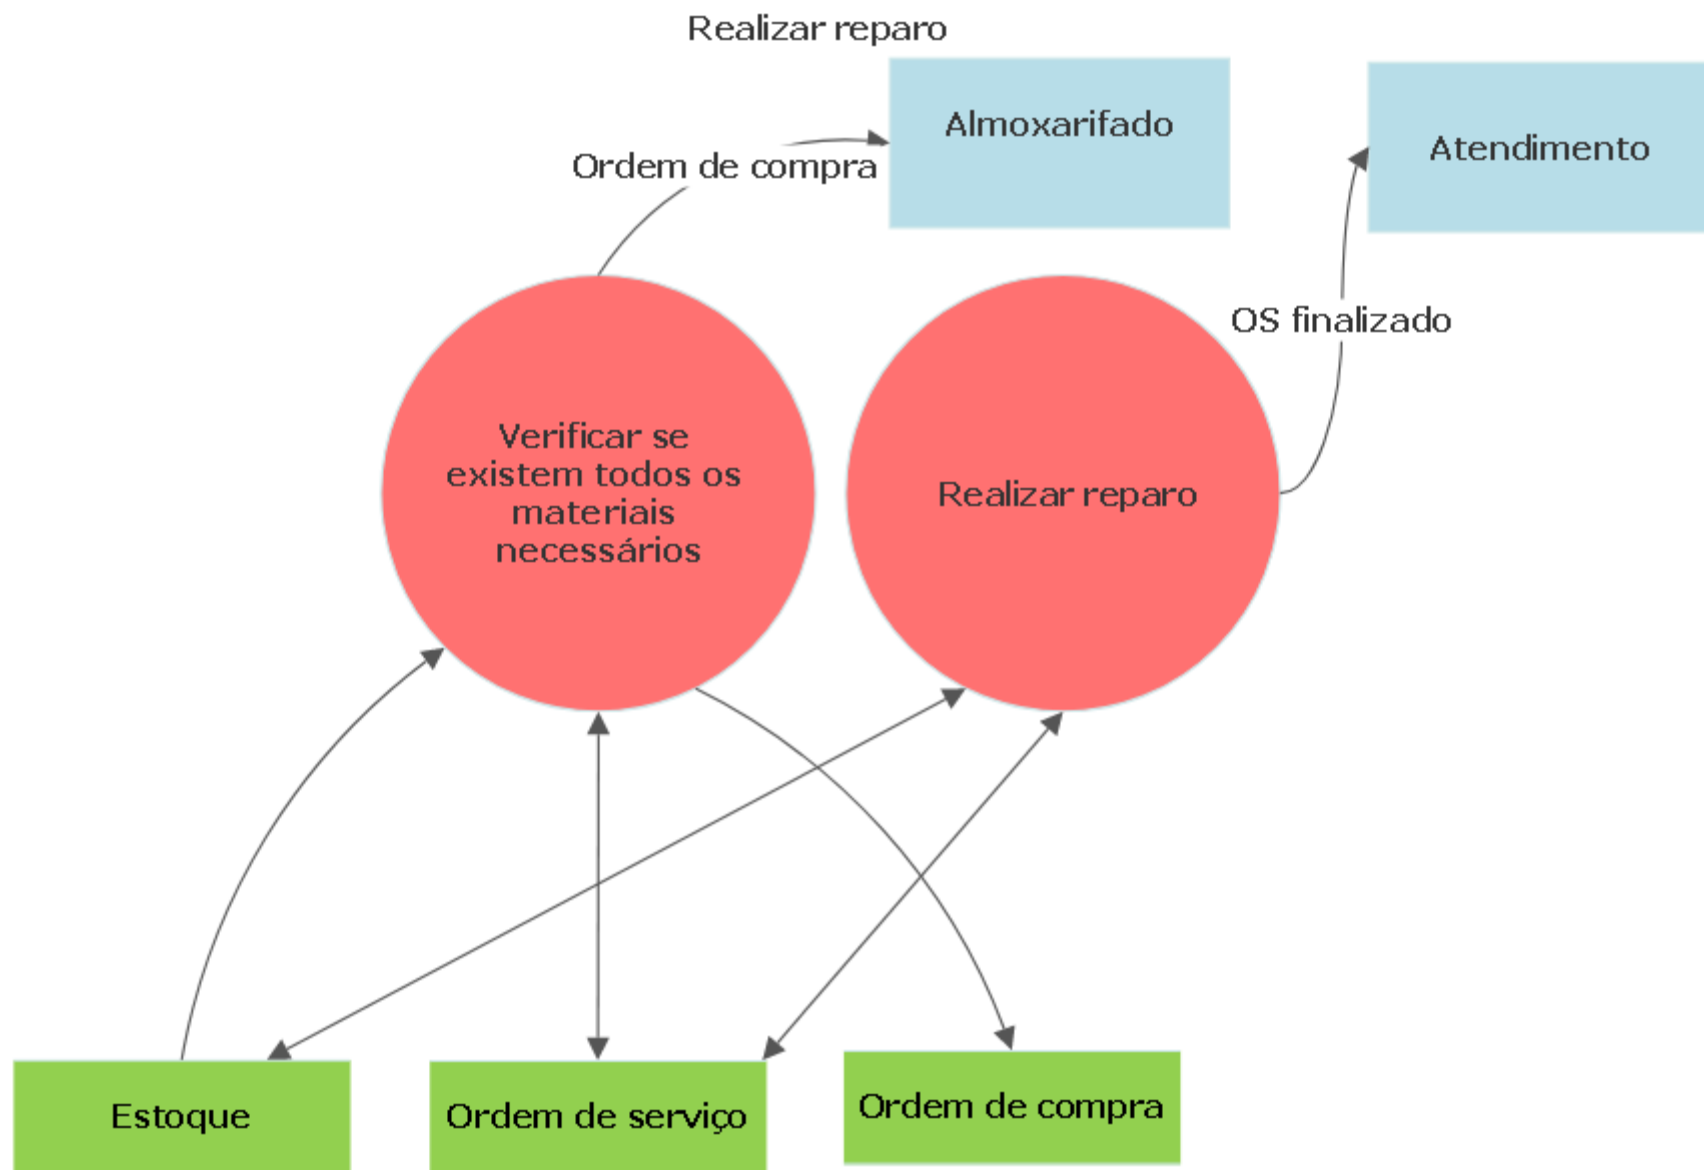 Realizar reparo
Almoxarifado
Atendimento
Ordem de compra
OS finalizado
Verificar se
existem todos os
materiais
necessários
Realizar reparo
Estoque
Ordem de serviço
Ordem de compra